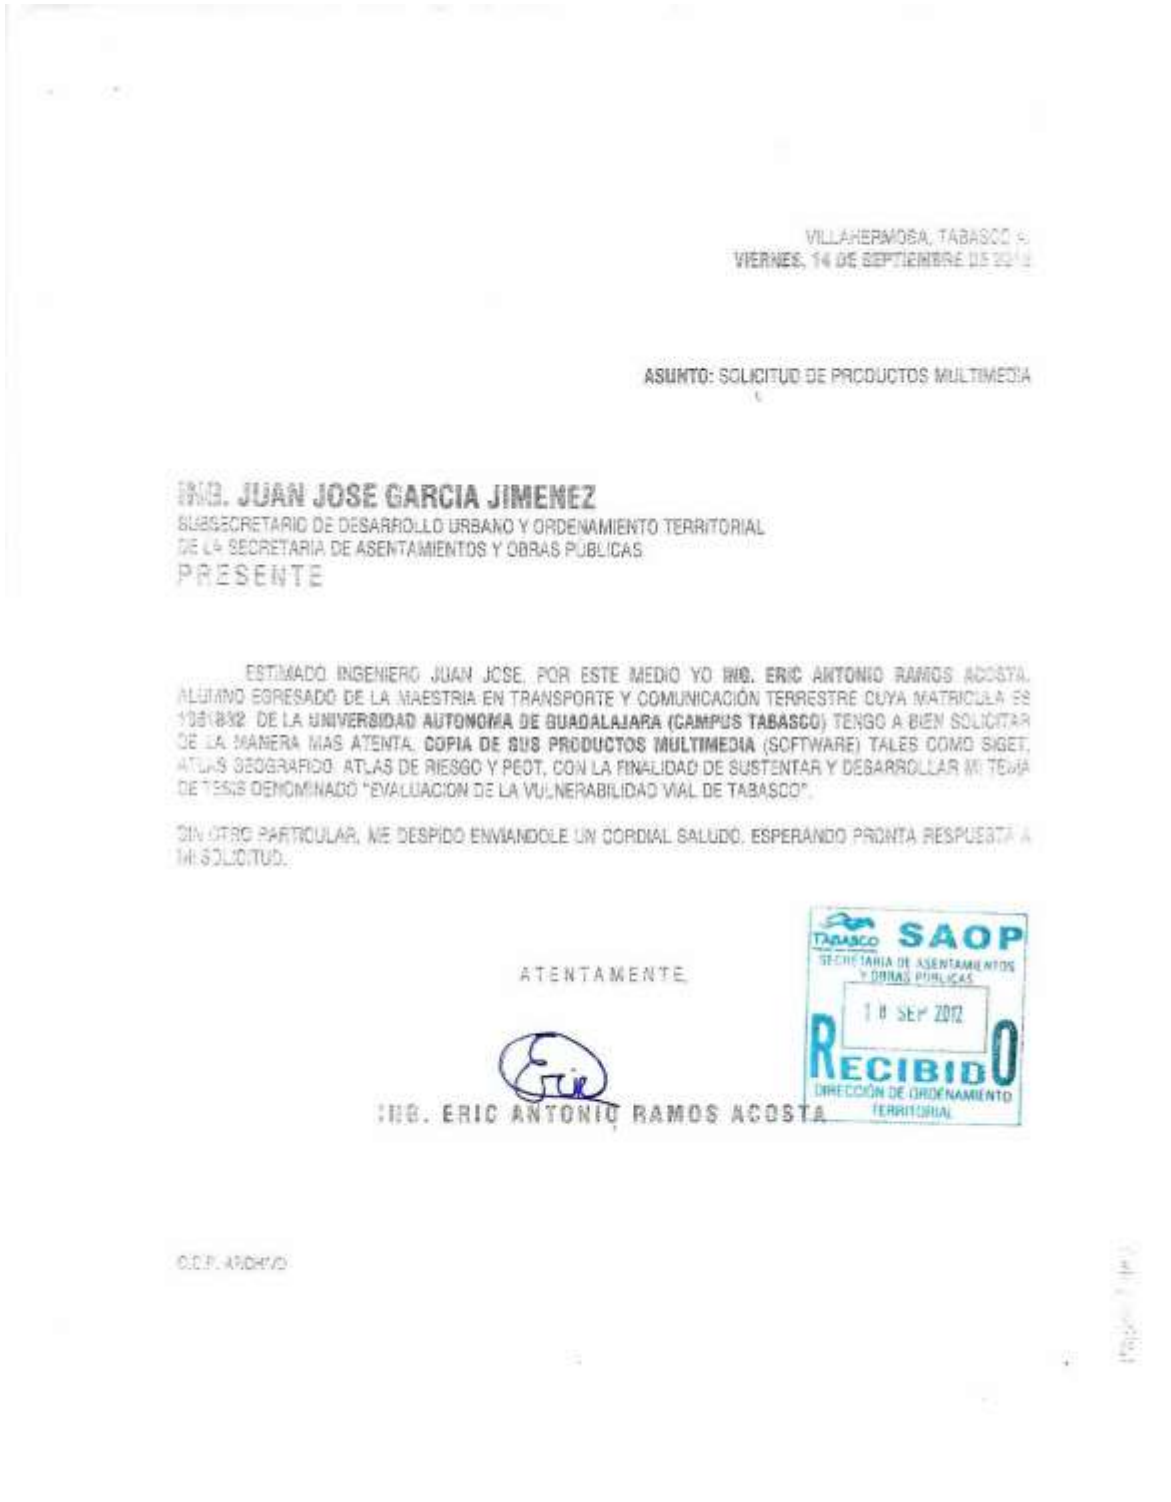 VILLAHERMOSA, TABASCO A
VIERNES, 14 DE SEPTIEMBRE DE 2012
ASUNTO: SOLICITUD DE PRODUCTOS MULTIMEDIA
ING. JUAN JOSE GARCIA JIMENEZ
SUBSECRETARIO DE DESARROLLO URBANO Y ORDENAMIENTO TERRITORIAL
DE LA SECRETARIA DE ASENTAMIENTOS Y OBRAS PÚBLICAS
PRESENTE
ESTIMADO INGENIERO JUAN JOSE, POR ESTE MEDIO YO ING. ERIC ANTONIO RAMOS ACOSTA,
ALUMNO EGRESADO DE LA MAESTRIA EN TRANSPORTE Y COMUNICACIÓN TERRESTRE CUYA MATRICULA ES
DE LA UNIVERSIDAD AUTONOMA DE GUADALAJARA (CAMPUS TABASCO) TENGO A BIEN SOLICITAR
DE LA MANERA MAS ATENTA, COPIA DE SUS PRODUCTOS MULTIMEDIA (SOFTWARE) TALES COMO SIGET,
ATLAS GEOGRAFICO, ATLAS DE RIESGO Y PEOT, CON LA FINALIDAD DE SUSTENTAR Y DESARROLLAR MI TEMA
DE TESIS DENOMINADO "EVALUACION DE LA VULNERABILIDAD VIAL DE TABASCO".
SIN OTRO PARTICULAR, ME DESPIDO ENVIANDOLE UN CORDIAL SALUDO, ESPERANDO PRONTA RESPUESTA A
MI SOLICITUD.
ATENTAMENTE,
Eric
ING. ERIC ANTONIO RAMOS ACOSTA
TABASCO SAOP
SECRETARIA DE ASENTAMIENTOS
Y OBRAS PUBLICAS
18 SEP 2012
RECIBIDO
DIRECCIÓN DE ORDENAMIENTO
TERRITORIAL
C.C.P. ARCHIVO